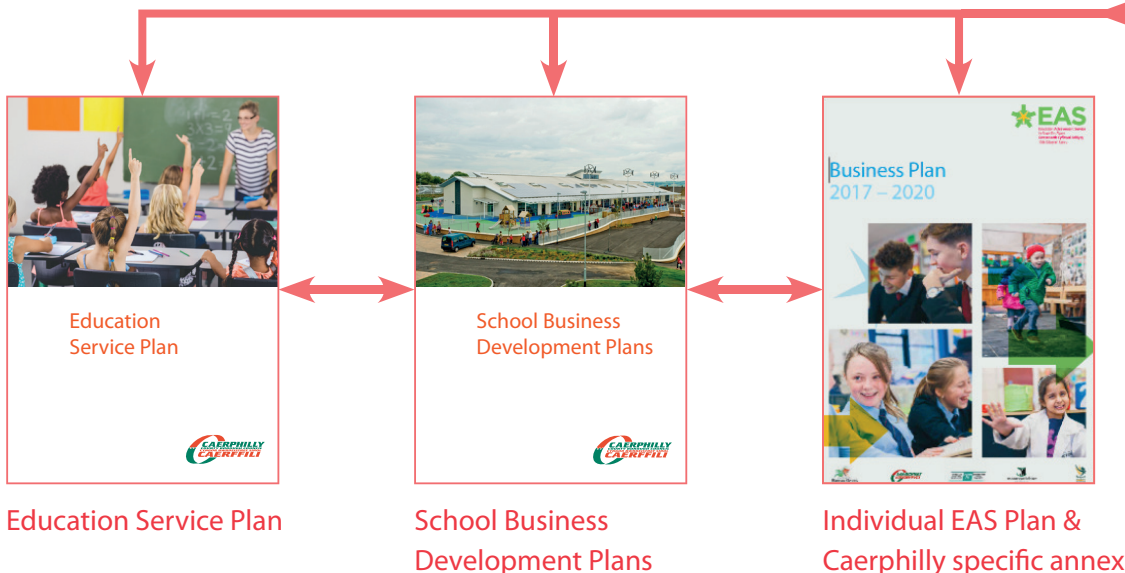 EAS
Business Plan
2017 – 2020
Education
Service Plan
School Business
Development Plans
CAERPHILLY
CAERFFILI
CAERPHILLY
CAERFFILI
Education Service Plan
School Business
Development Plans
Individual EAS Plan &
Caerphilly specific annex